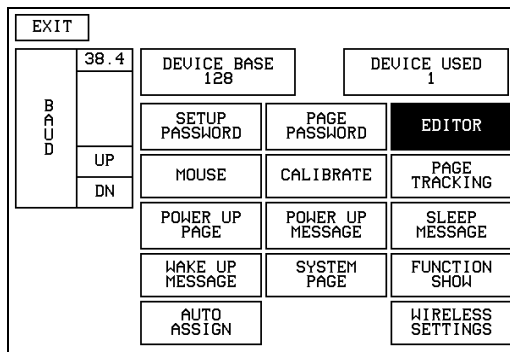 EXIT
BAUD
38.4
UP
DN
DEVICE BASE
128
DEVICE USED
1
SETUP
PASSWORD
PAGE
PASSWORD
EDITOR
MOUSE
CALIBRATE
PAGE
TRACKING
POWER UP
PAGE
POWER UP
MESSAGE
SLEEP
MESSAGE
WAKE UP
MESSAGE
SYSTEM
PAGE
FUNCTION
SHOW
AUTO
ASSIGN
WIRELESS
SETTINGS